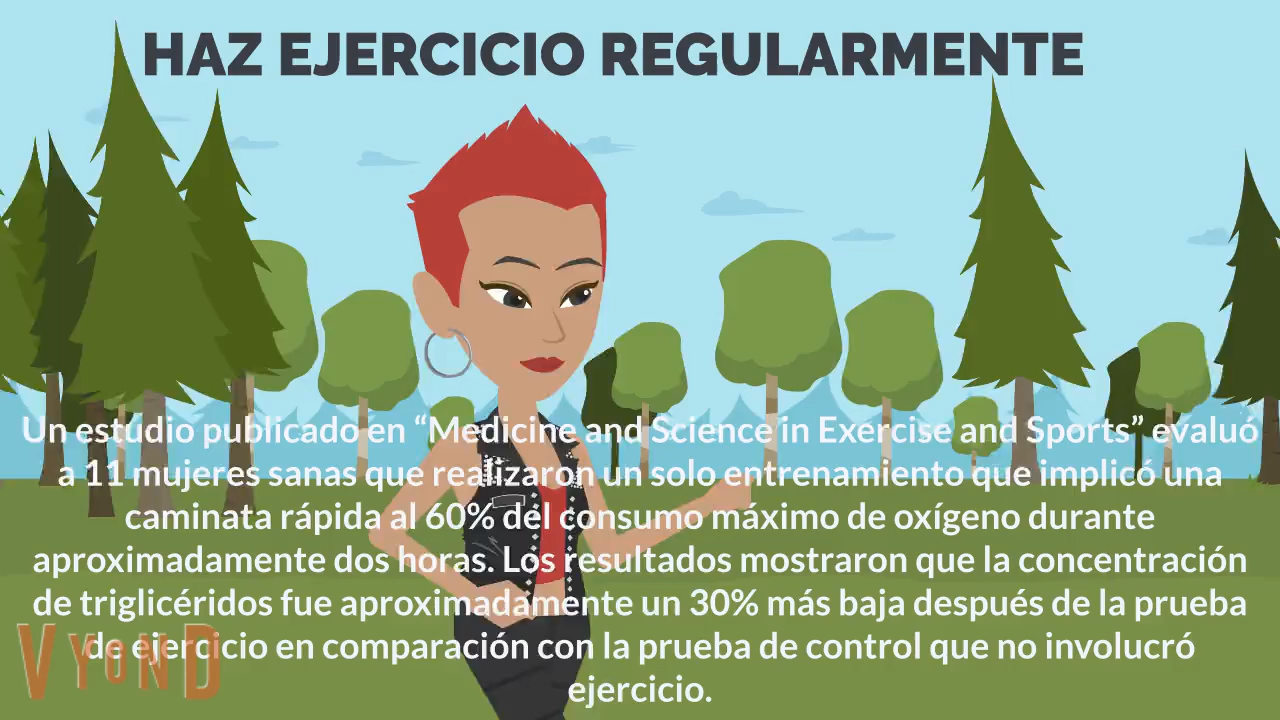 HAZ EJERCICIO REGULARMENTE
Un estudio publicado en “Medicine and Science in Exercise and Sports” evaluó
a 11 mujeres sanas que realizaron un solo entrenamiento que implicó una
caminata rápida al 60% del consumo máximo de oxígeno durante
aproximadamente dos horas. Los resultados mostraron que la concentración
de triglicéridos fue aproximadamente un 30% más baja después de la prueba
de ejercicio en comparación con la prueba de control que no involucró
ejercicio.
VYOND